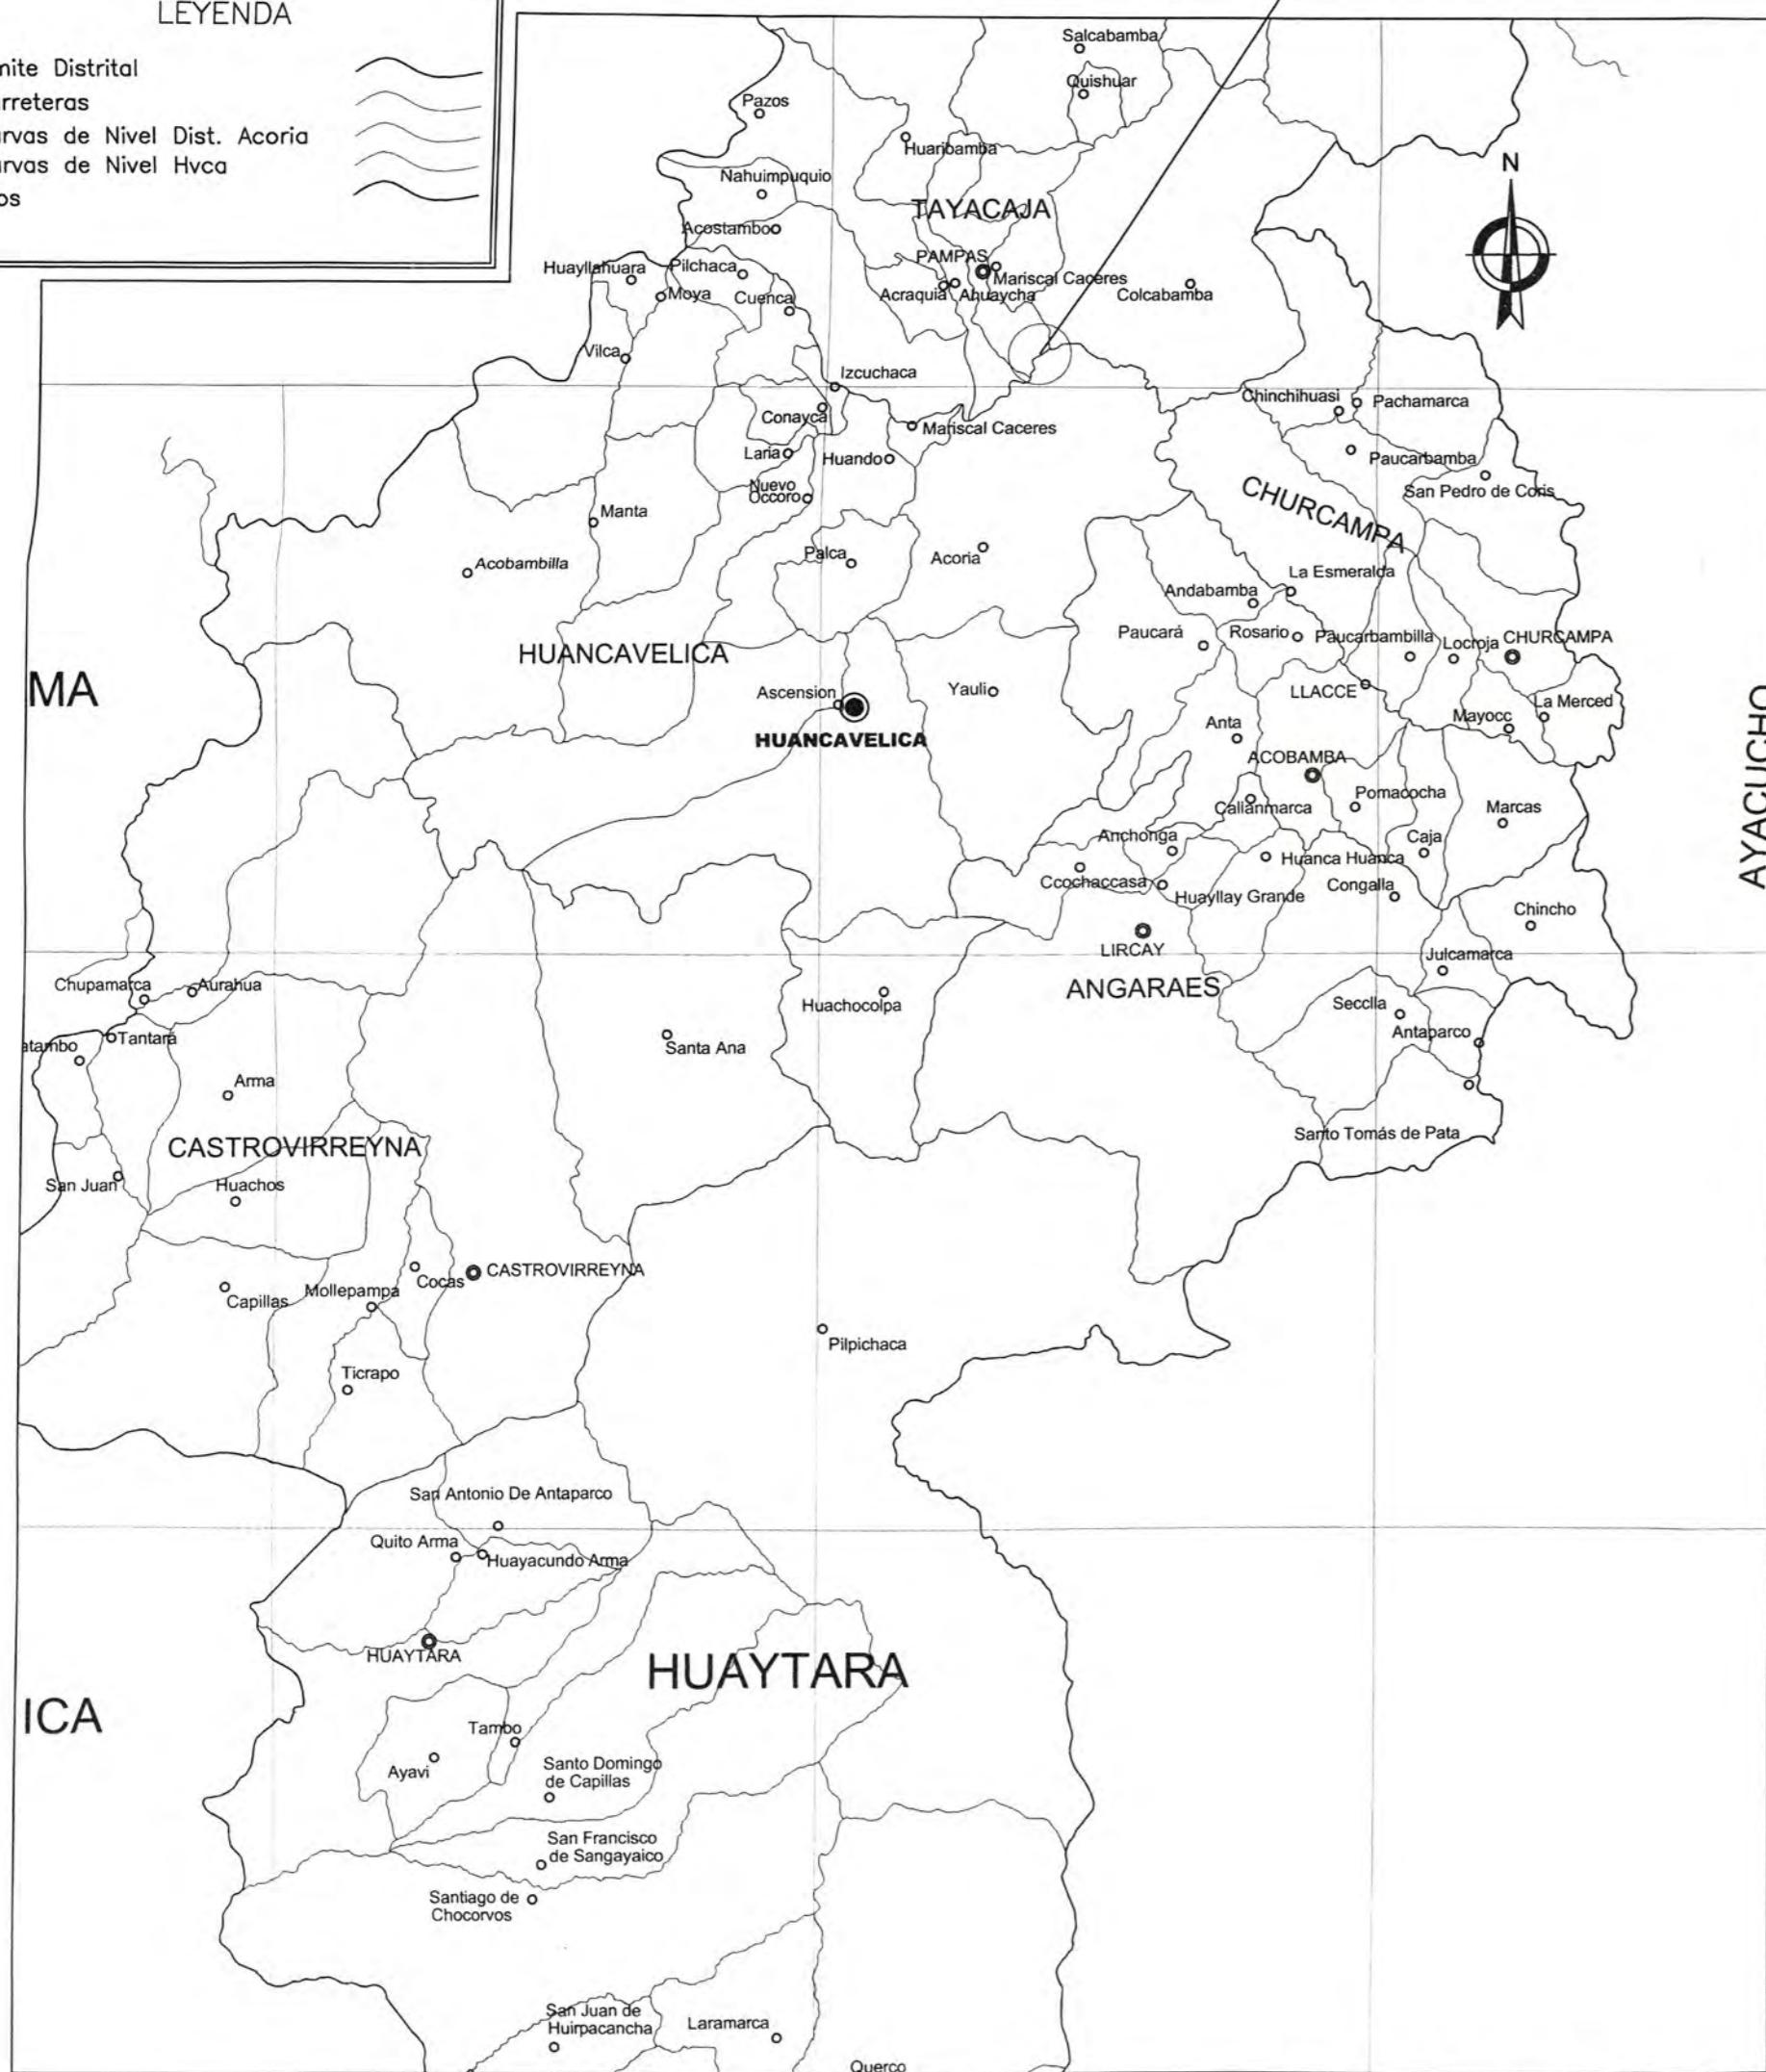 LEYENDA
mite Distrital
rreteras
rvas de Nivel Dist. Acoria
rvas de Nivel Hvca
os
Salcabamba
Quishuar
Pazos
Huaribamba
N
Ñahuimpuquio
TAYACAJA
Acostambo
PAMPAS
Huayllahuara
Pilchaca
Mariscal Caceres
Moya
Cuenca
Acraquia
Ahuaycha
Colcabamba
Vilca
Izcuchaca
Chinchihuasi
Pachamarca
Conayca
Mariscal Caceres
Laria
Huando
Paucarbamba
Nuevo
Occoro
San Pedro de Coris
CHURCAMPA
Manta
Palca
Acoria
Acobambilla
La Esmeralda
Andabamba
Paucará
Rosario
Paucarbambilla
Locroja
CHURCAMPA
HUANCAVELICA
MA
Ascension
Yauli
LLACCE
La Merced
Mayocc
Anta
AYACUCHO
HUANCAVELICA
ACOBAMBA
Callanmarca
Pomacocha
Marcas
Anchonga
Caja
Huanca Huanca
Ccochaccasa
Huayllay Grande
Congalla
Chincho
LIRCAY
Julcamarca
Chupamarca
Aurahua
ANGARAES
Huachocolpa
Secclla
Antaparco
atambo
Tantará
Santa Ana
Arma
Santo Tomás de Pata
CASTROVIRREYNA
San Juan
Huachos
Cocas
CASTROVIRREYNA
Capillas
Mollepampa
Pilpichaca
Ticrapo
San Antonio De Antaparco
Quito Arma
Huayacundo Arma
HUAYTARA
HUAYTARA
ICA
Tambo
Ayavi
Santo Domingo
de Capillas
San Francisco
de Sangayaico
Santiago de
Chocorvos
San Juan de
Huirpacancha
Laramarca
Querco